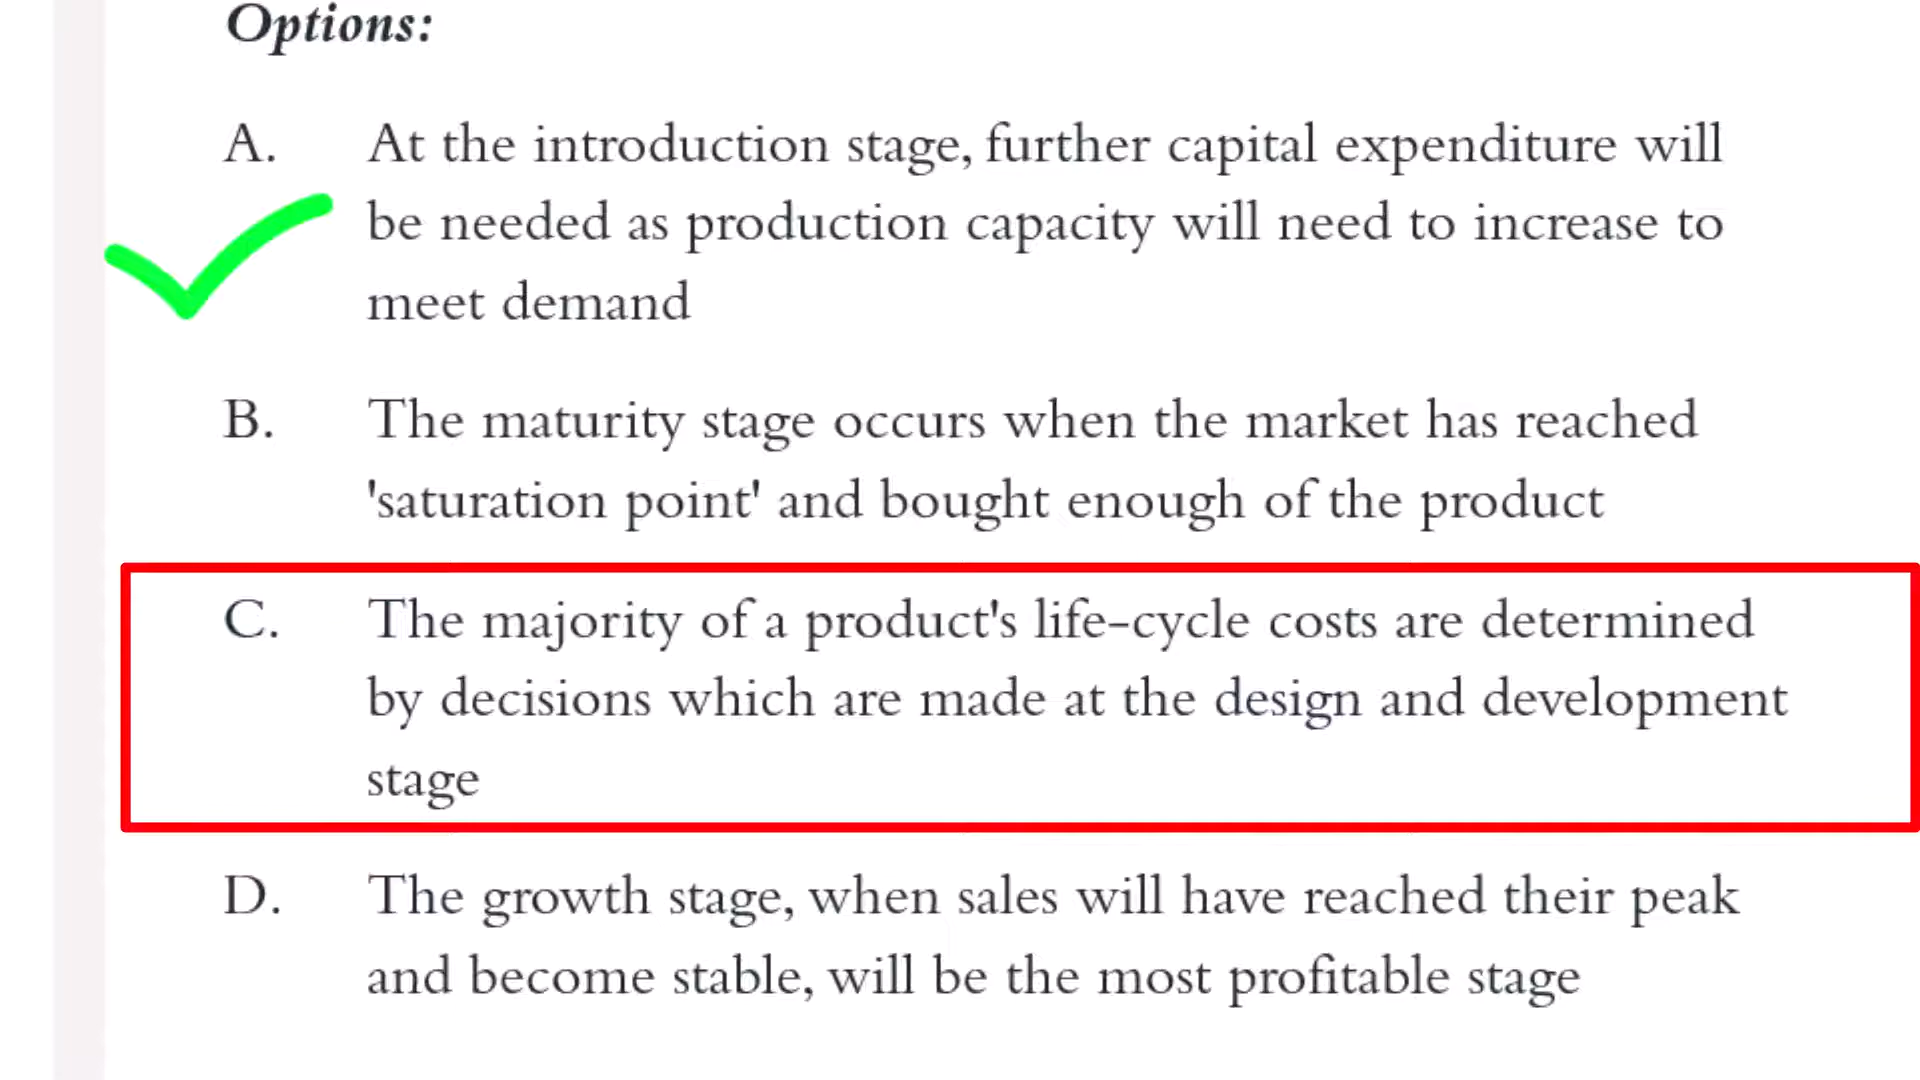 Options:
A. At the introduction stage, further capital expenditure will
be needed as production capacity will need to increase to
meet demand
B. The maturity stage occurs when the market has reached
'saturation point' and bought enough of the product
C. The majority of a product's life-cycle costs are determined
by decisions which are made at the design and development
stage
D. The growth stage, when sales will have reached their peak
and become stable, will be the most profitable stage